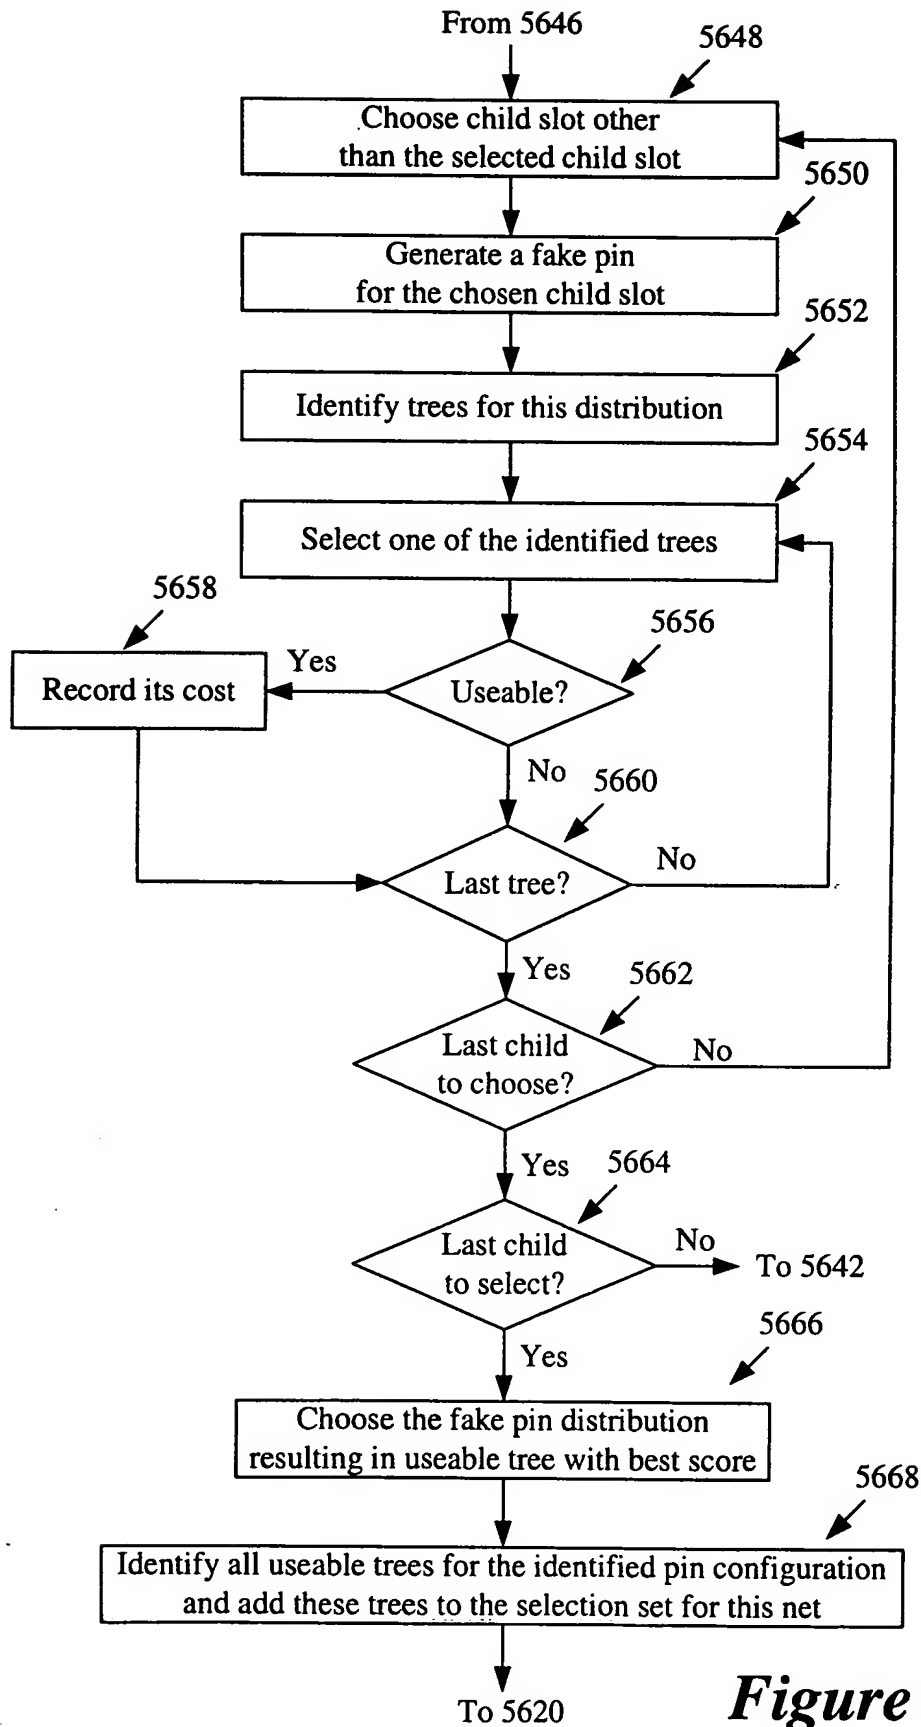 From 5646
5648
Choose child slot other
than the selected child slot
5650
Generate a fake pin
for the chosen child slot
5652
Identify trees for this distribution
5654
Select one of the identified trees
5658
5656
Record its cost
Yes
Useable?
No
5660
Last tree?
No
Yes
5662
Last child
to choose?
No
Yes
5664
Last child
to select?
No
To 5642
5666
Yes
Choose the fake pin distribution
resulting in useable tree with best score
5668
Identify all useable trees for the identified pin configuration
and add these trees to the selection set for this net
To 5620
Figure